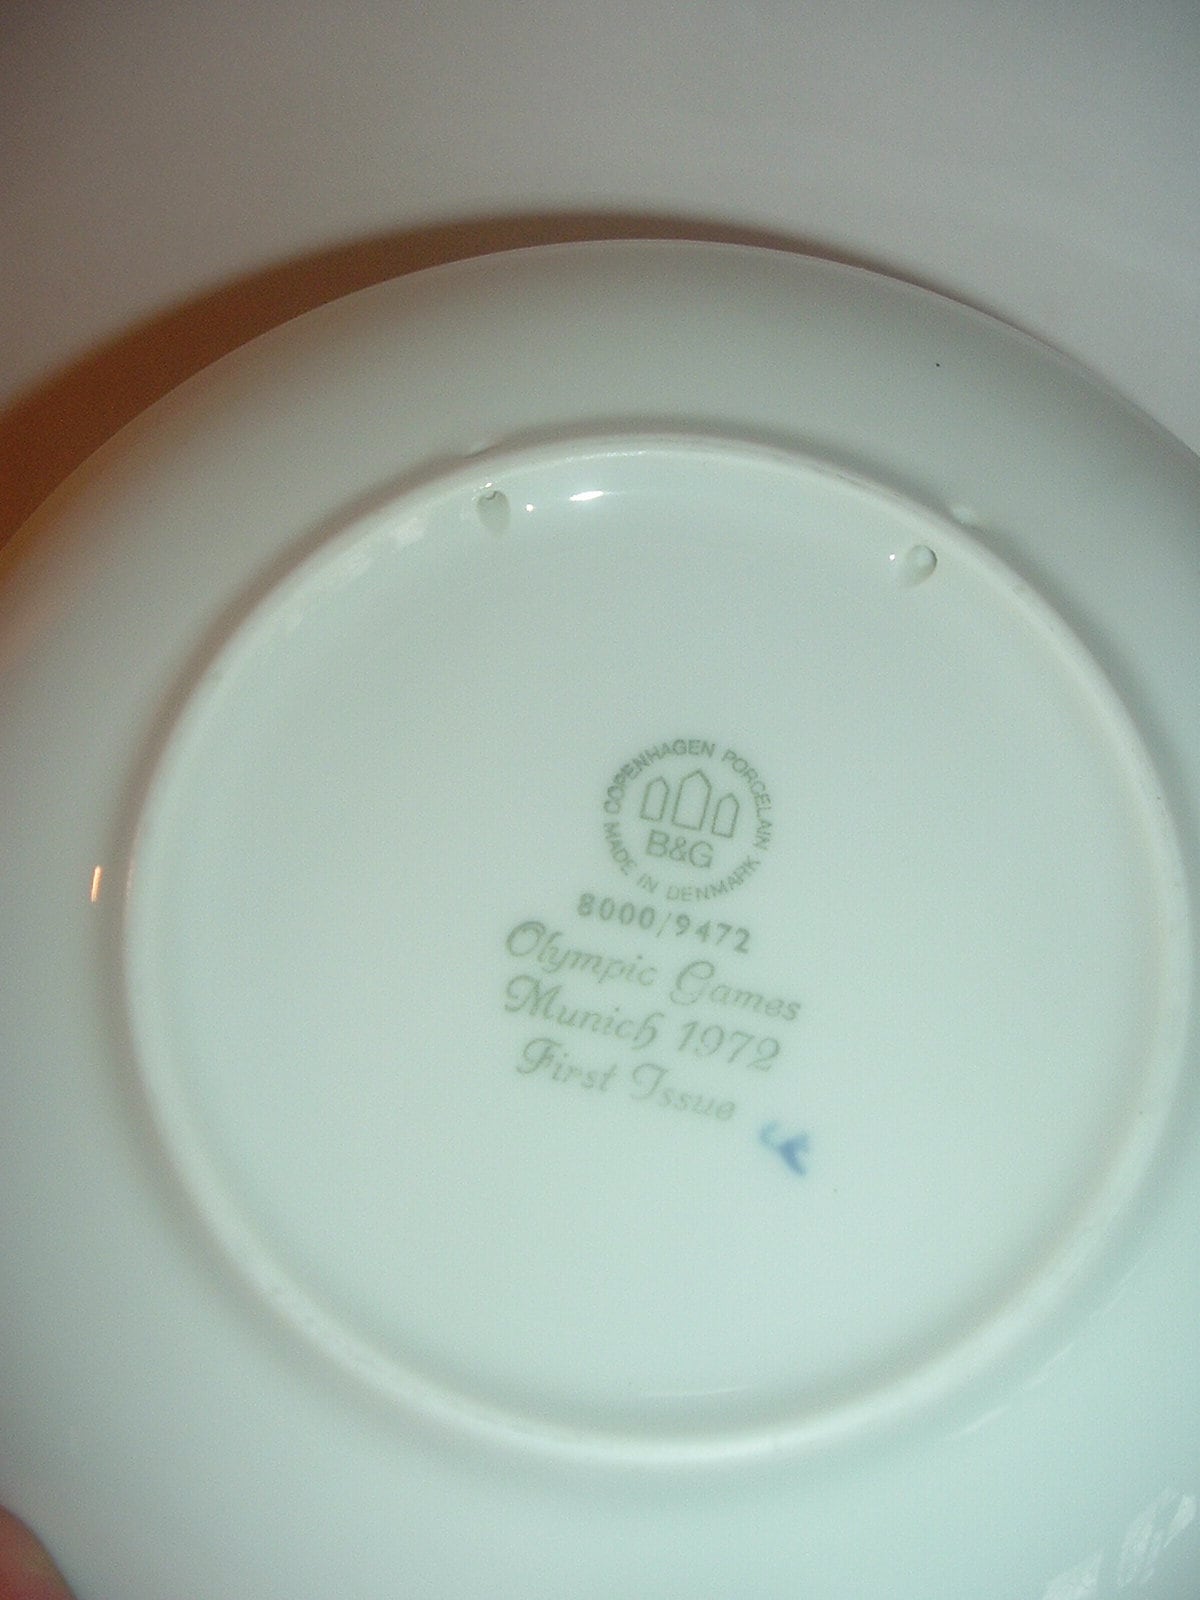 COPENHAGEN PORCELAIN
B&G
MADE IN DENMARK
8000/9472
Olympic Games
Munich 1972
First Issue